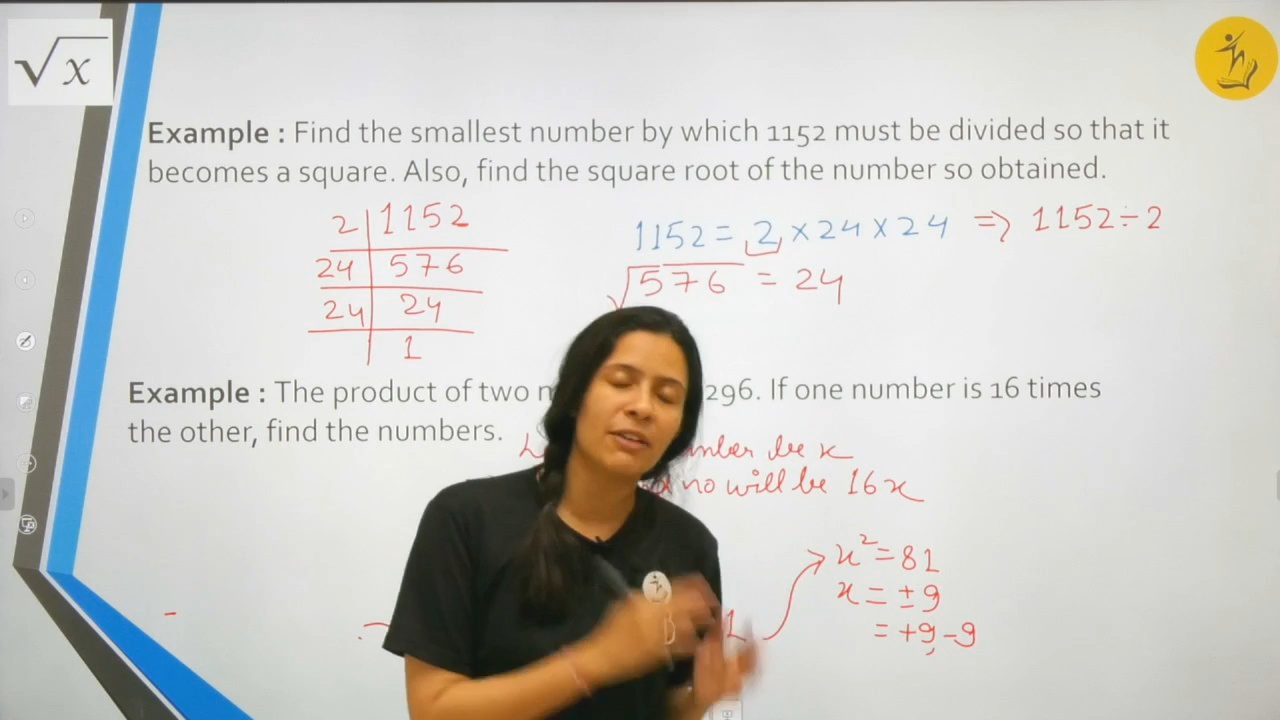 √x
Example : Find the smallest number by which 1152 must be divided so that it
becomes a square. Also, find the square root of the number so obtained.
2 | 1152
24 | 576
24 | 24
1
1152 = 2 × 24 × 24 ⇒ 1152 ÷ 2
√576 = 24
Example : The product of two 296. If one number is 16 times
the other, find the numbers.
be x
no will be 16x
x² = 81
x = ± 9
= +9, -9